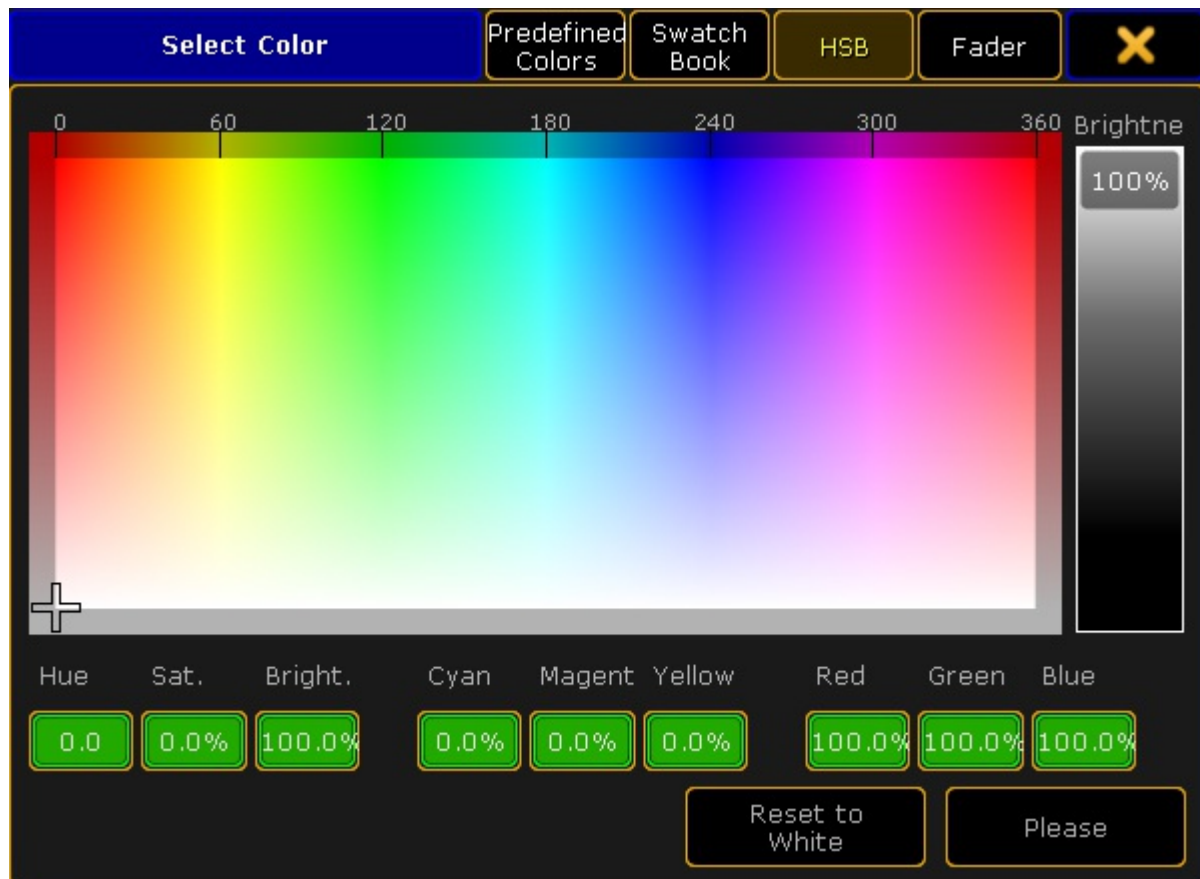 Select Color
Predefined
Colors
Swatch
Book
HSB
Fader
0 60 120 180 240 300 360 Brightne
100%
Hue Sat. Bright. Cyan Magent Yellow Red Green Blue
0.0 0.0% 100.0% 0.0% 0.0% 0.0% 100.0% 100.0% 100.0%
Reset to
White
Please